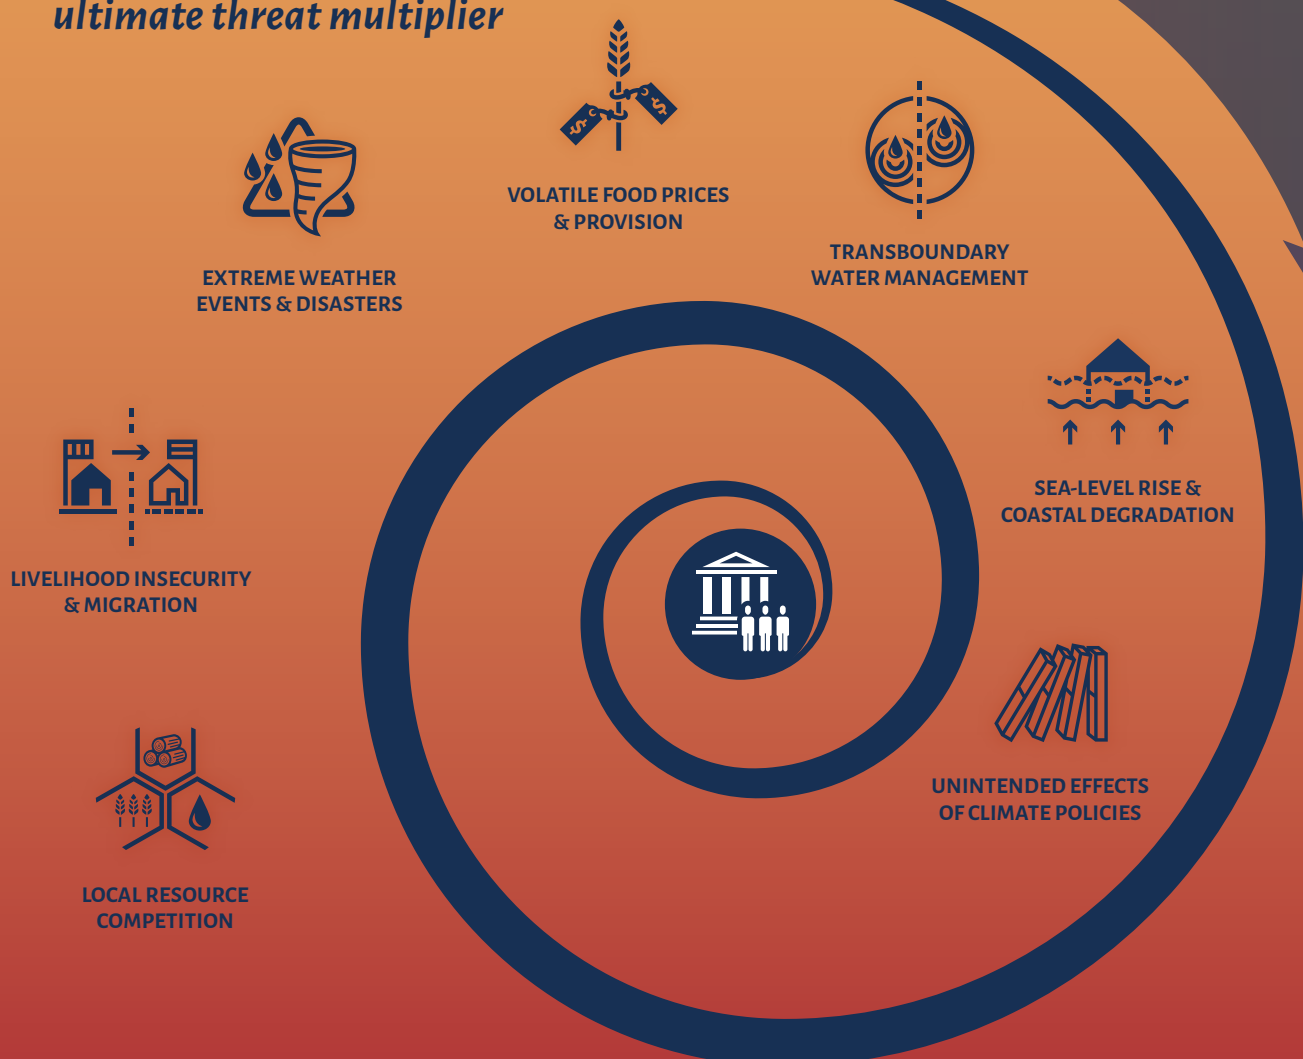 ultimate threat multiplier
VOLATILE FOOD PRICES
& PROVISION
TRANSBOUNDARY
WATER MANAGEMENT
EXTREME WEATHER
EVENTS & DISASTERS
SEA-LEVEL RISE &
COASTAL DEGRADATION
LIVELIHOOD INSECURITY
& MIGRATION
UNINTENDED EFFECTS
OF CLIMATE POLICIES
LOCAL RESOURCE
COMPETITION